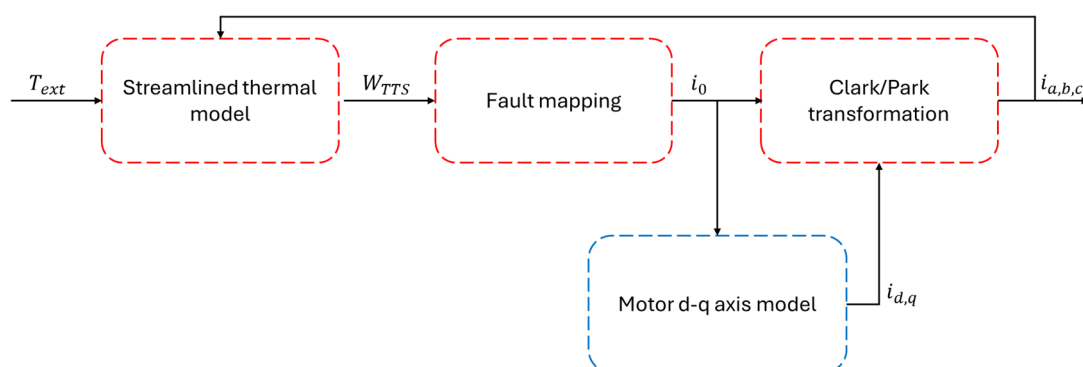 T_ext
Streamlined thermal
model
W_TTS
Fault mapping
i_0
Clark/Park
transformation
i_a,b,c
Motor d-q axis model
i_d,q